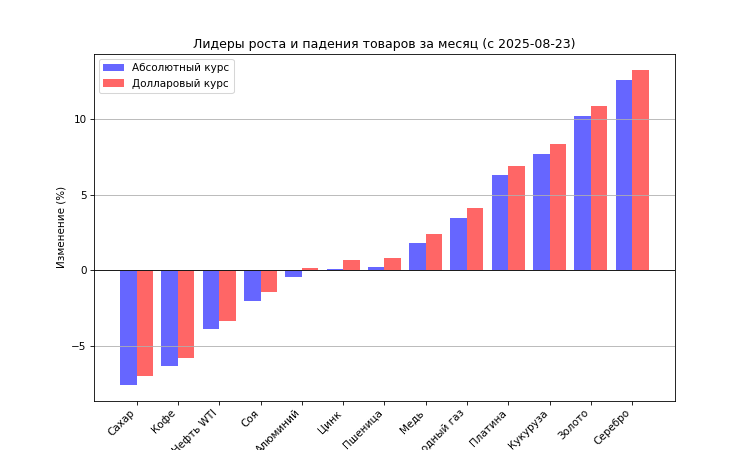 Лидеры роста и падения товаров за месяц (с 2025-08-23)
Абсолютный курс
Долларовый курс
Изменение (%)
10
5
0
−5
Сахар
Кофе
Нефть WTI
Соя
Алюминий
Цинк
Пшеница
Медь
одный газ
Платина
Кукуруза
Золото
Серебро